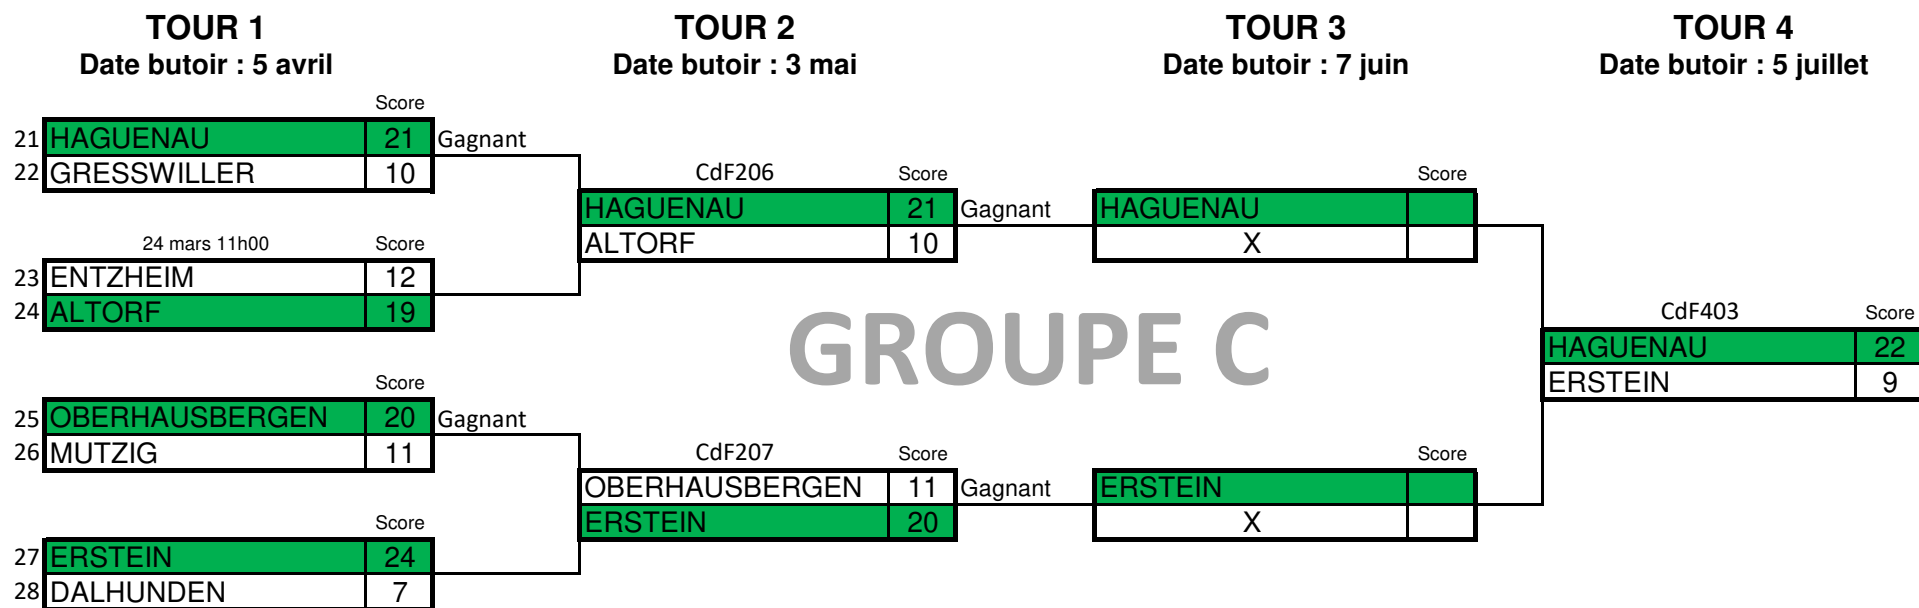 TOUR 1 TOUR 2 TOUR 3 TOUR 4
Date butoir : 5 avril Date butoir : 3 mai Date butoir : 7 juin Date butoir : 5 juillet
Score
21 HAGUENAU 21 Gagnant
22 GRESSWILLER 10
CdF206 Score Score
HAGUENAU 21 Gagnant HAGUENAU
24 mars 11h00 Score
ALTORF 10 X
23 ENTZHEIM 12
24 ALTORF 19
GROUPE C
CdF403 Score
HAGUENAU 22
ERSTEIN 9
Score
25 OBERHAUSBERGEN 20 Gagnant
26 MUTZIG 11
CdF207 Score Score
OBERHAUSBERGEN 11 Gagnant ERSTEIN
ERSTEIN 20 X
Score
27 ERSTEIN 24
28 DALHUNDEN 7